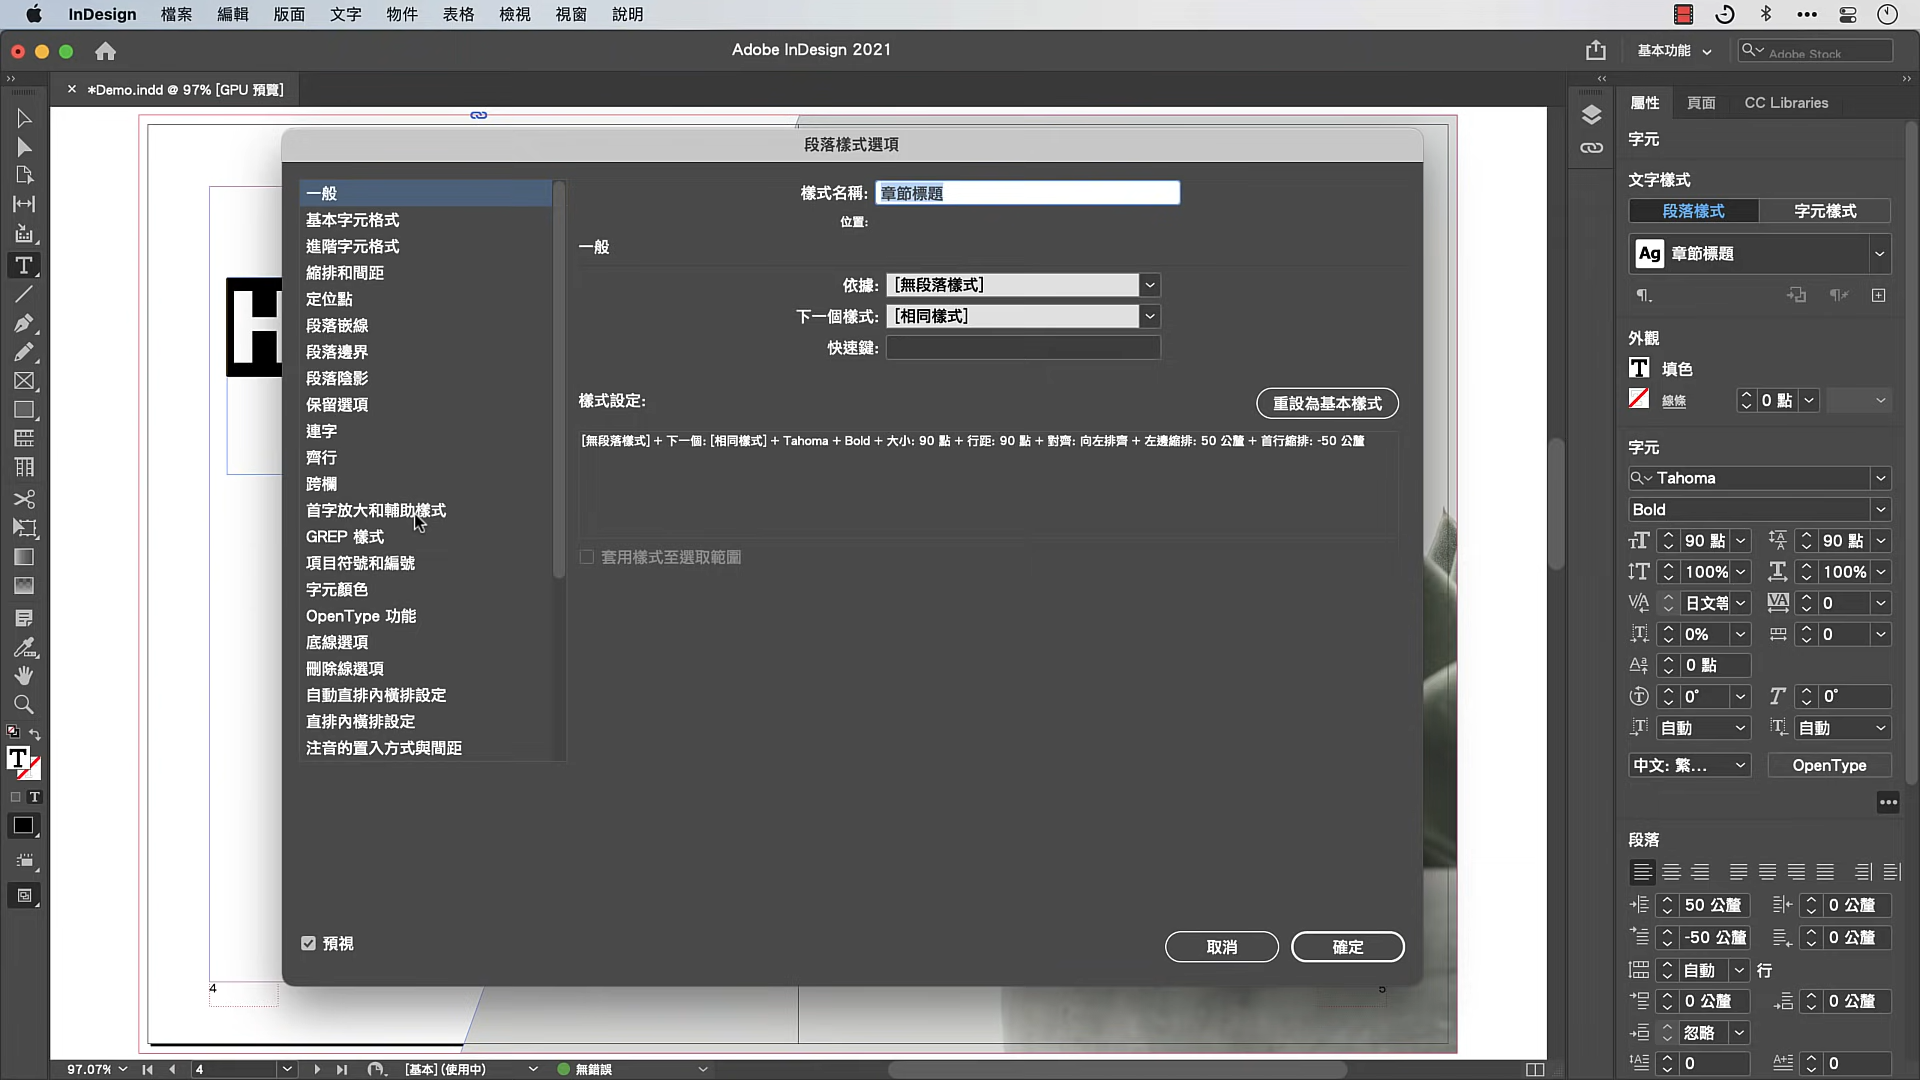 InDesign 檔案 編輯 版面 文字 物件 表格 檢視 視窗 說明
Adobe InDesign 2021
基本功能
Adobe Stock
*Demo.indd @ 97% [GPU 預覽]
屬性 頁面 CC Libraries
段落樣式選項
一般
基本字元格式
進階字元格式
縮排和間距
定位點
段落嵌線
段落邊界
段落陰影
保留選項
連字
齊行
跨欄
首字放大和輔助樣式
GREP 樣式
項目符號和編號
字元顏色
OpenType 功能
底線選項
刪除線選項
自動直排內橫排設定
直排內橫排設定
注音的置入方式與間距
樣式名稱: 章節標題
位置:
一般
依據: [無段落樣式]
下一個樣式: [相同樣式]
快速鍵:
樣式設定:
重設為基本樣式
[無段落樣式] + 下一個: [相同樣式] + Tahoma + Bold + 大小: 90 點 + 行距: 90 點 + 對齊: 向左排齊 + 左邊縮排: 50 公釐 + 首行縮排: -50 公釐
套用樣式至選取範圍
預視
取消 確定
H
4
5
字元
文字樣式
段落樣式 字元樣式
Ag 章節標題
外觀
填色
線條 0 點
字元
Tahoma
Bold
90 點 90 點
100% 100%
日文等 0
0% 0
0 點
0° 0°
自動 自動
中文: 繁... OpenType
段落
50 公釐 0 公釐
-50 公釐 0 公釐
自動 行
0 公釐 0 公釐
忽略
0 0
97.07% 4 [基本](使用中) 無錯誤